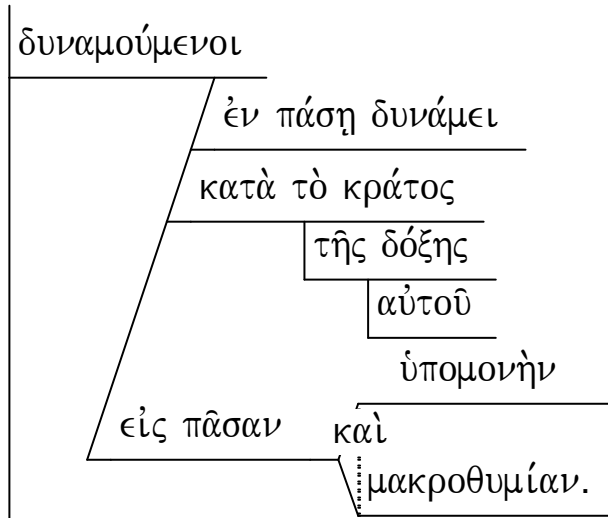 δυναμούμενοι
ἐν πάσῃ δυνάμει
κατὰ τὸ κράτος
τῆς δόξης
αὐτοῦ
ὑπομονὴν
εἰς πᾶσαν καὶ
μακροθυμίαν.